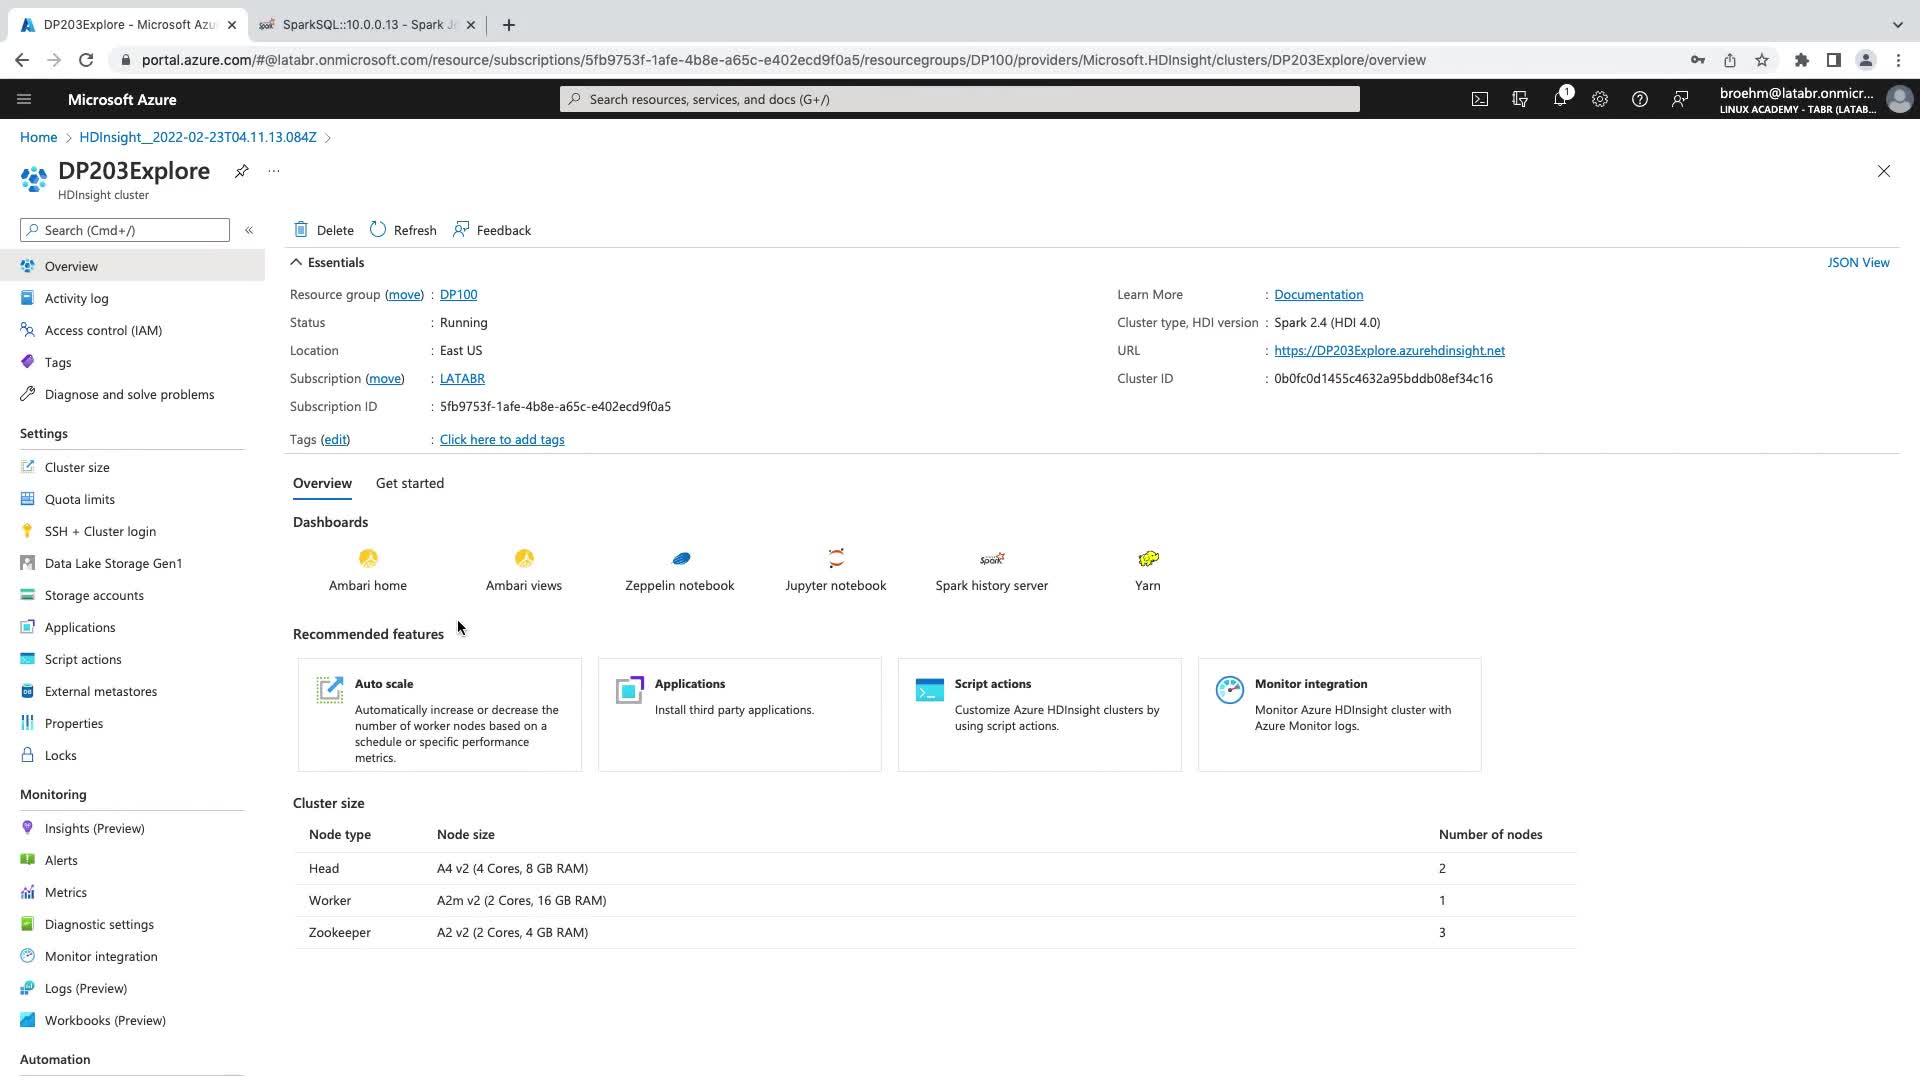 DP203Explore - Microsoft Azu
SparkSQL::10.0.0.13 - Spark Jo
portal.azure.com/#@latabr.onmicrosoft.com/resource/subscriptions/5fb9753f-1afe-4b8e-a65c-e402ecd9f0a5/resourcegroups/DP100/providers/Microsoft.HDInsight/clusters/DP203Explore/overview
Microsoft Azure
Search resources, services, and docs (G+/)
1
broehm@latabr.onmicr...
LINUX ACADEMY - TABR (LATAB...
Home > HDInsight__2022-02-23T04.11.13.084Z >
DP203Explore
...
HDInsight cluster
Search (Cmd+/)
«
Overview
Activity log
Access control (IAM)
Tags
Diagnose and solve problems
Settings
Cluster size
Quota limits
SSH + Cluster login
Data Lake Storage Gen1
Storage accounts
Applications
Script actions
External metastores
Properties
Locks
Monitoring
Insights (Preview)
Alerts
Metrics
Diagnostic settings
Monitor integration
Logs (Preview)
Workbooks (Preview)
Automation
Delete Refresh Feedback
Essentials
JSON View
Resource group (move) : DP100
Status : Running
Location : East US
Subscription (move) : LATABR
Subscription ID : 5fb9753f-1afe-4b8e-a65c-e402ecd9f0a5
Tags (edit) : Click here to add tags
Learn More : Documentation
Cluster type, HDI version : Spark 2.4 (HDI 4.0)
URL : https://DP203Explore.azurehdinsight.net
Cluster ID : 0b0fc0d1455c4632a95bddb08ef34c16
Overview Get started
Dashboards
Spark
Ambari home Ambari views Zeppelin notebook Jupyter notebook Spark history server Yarn
Recommended features
Auto scale
Automatically increase or decrease the
number of worker nodes based on a
schedule or specific performance
metrics.
Applications
Install third party applications.
Script actions
Customize Azure HDInsight clusters by
using script actions.
Monitor integration
Monitor Azure HDInsight cluster with
Azure Monitor logs.
Cluster size
Node type Node size Number of nodes
Head A4 v2 (4 Cores, 8 GB RAM) 2
Worker A2m v2 (2 Cores, 16 GB RAM) 1
Zookeeper A2 v2 (2 Cores, 4 GB RAM) 3